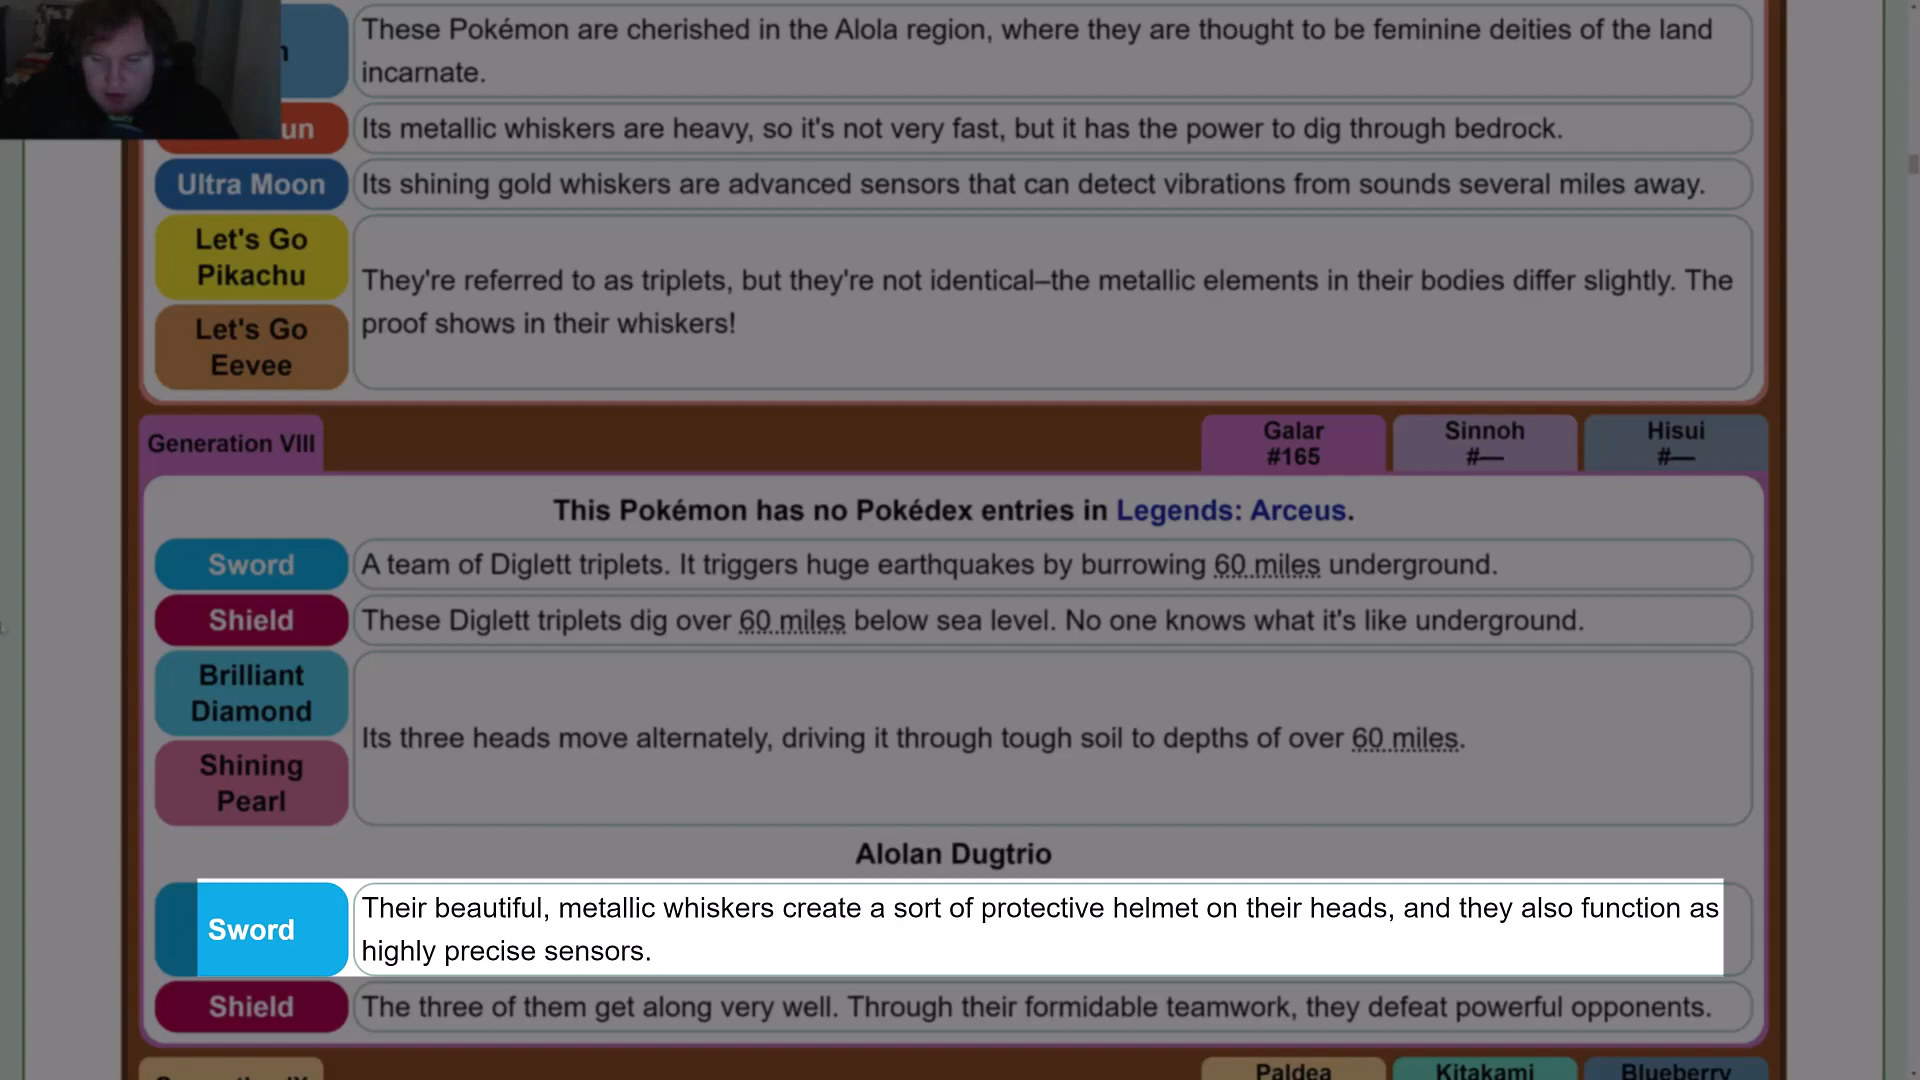 These Pokémon are cherished in the Alola region, where they are thought to be feminine deities of the land
incarnate.
Its metallic whiskers are heavy, so it's not very fast, but it has the power to dig through bedrock.
Ultra Moon
Its shining gold whiskers are advanced sensors that can detect vibrations from sounds several miles away.
Let's Go
Pikachu
They're referred to as triplets, but they're not identical–the metallic elements in their bodies differ slightly. The
proof shows in their whiskers!
Let's Go
Eevee
Generation VIII
Galar
#165
Sinnoh
#—
Hisui
#—
This Pokémon has no Pokédex entries in Legends: Arceus.
Sword
A team of Diglett triplets. It triggers huge earthquakes by burrowing 60 miles underground.
Shield
These Diglett triplets dig over 60 miles below sea level. No one knows what it's like underground.
Brilliant
Diamond
Its three heads move alternately, driving it through tough soil to depths of over 60 miles.
Shining
Pearl
Alolan Dugtrio
Sword
Their beautiful, metallic whiskers create a sort of protective helmet on their heads, and they also function as
highly precise sensors.
Shield
The three of them get along very well. Through their formidable teamwork, they defeat powerful opponents.
Paldea
Kitakami
Blueberry